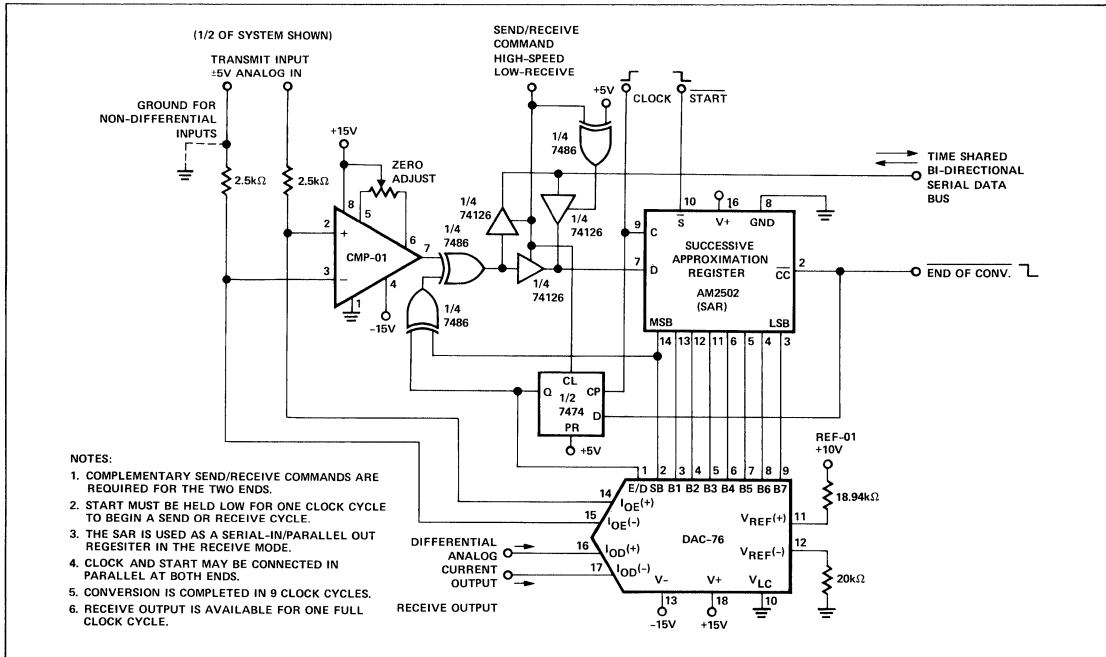 (1/2 OF SYSTEM SHOWN)
TRANSMIT INPUT
±5V ANALOG IN
GROUND FOR
NON-DIFFERENTIAL
INPUTS
SEND/RECEIVE
COMMAND
HIGH-SPEED
LOW-RECEIVE
+5V
CLOCK
START
+15V
1/4
7486
TIME SHARED
BI-DIRECTIONAL
SERIAL DATA
BUS
2.5kΩ
2.5kΩ
ZERO
ADJUST
8
5
6
2
+
3
−
CMP-01
7
4
1
-15V
1/4
7486
1/4
74126
1/4
74126
1/4
74126
1/4
7486
10
16
8
S
V+
GND
9
C
7
D
SUCCESSIVE
APPROXIMATION
REGISTER
AM2502
(SAR)
CC
2
END OF CONV.
MSB
LSB
14
13
12
11
6
5
4
3
CL
Q
CP
1/2
7474
D
PR
+5V
REF-01
+10V
18.94kΩ
1
2
3
4
5
6
7
8
9
E/D
SB
B1
B2
B3
B4
B5
B6
B7
14
IOE(+)
15
IOE(-)
16
IOD(+)
17
IOD(-)
DAC-76
VREF(+)
11
VREF(-)
12
20kΩ
V-
V+
VLC
13
18
10
-15V
+15V
DIFFERENTIAL
ANALOG
CURRENT
OUTPUT
RECEIVE OUTPUT
NOTES:
1. COMPLEMENTARY SEND/RECEIVE COMMANDS ARE
REQUIRED FOR THE TWO ENDS.
2. START MUST BE HELD LOW FOR ONE CLOCK CYCLE
TO BEGIN A SEND OR RECEIVE CYCLE.
3. THE SAR IS USED AS A SERIAL-IN/PARALLEL OUT
REGESITER IN THE RECEIVE MODE.
4. CLOCK AND START MAY BE CONNECTED IN
PARALLEL AT BOTH ENDS.
5. CONVERSION IS COMPLETED IN 9 CLOCK CYCLES.
6. RECEIVE OUTPUT IS AVAILABLE FOR ONE FULL
CLOCK CYCLE.